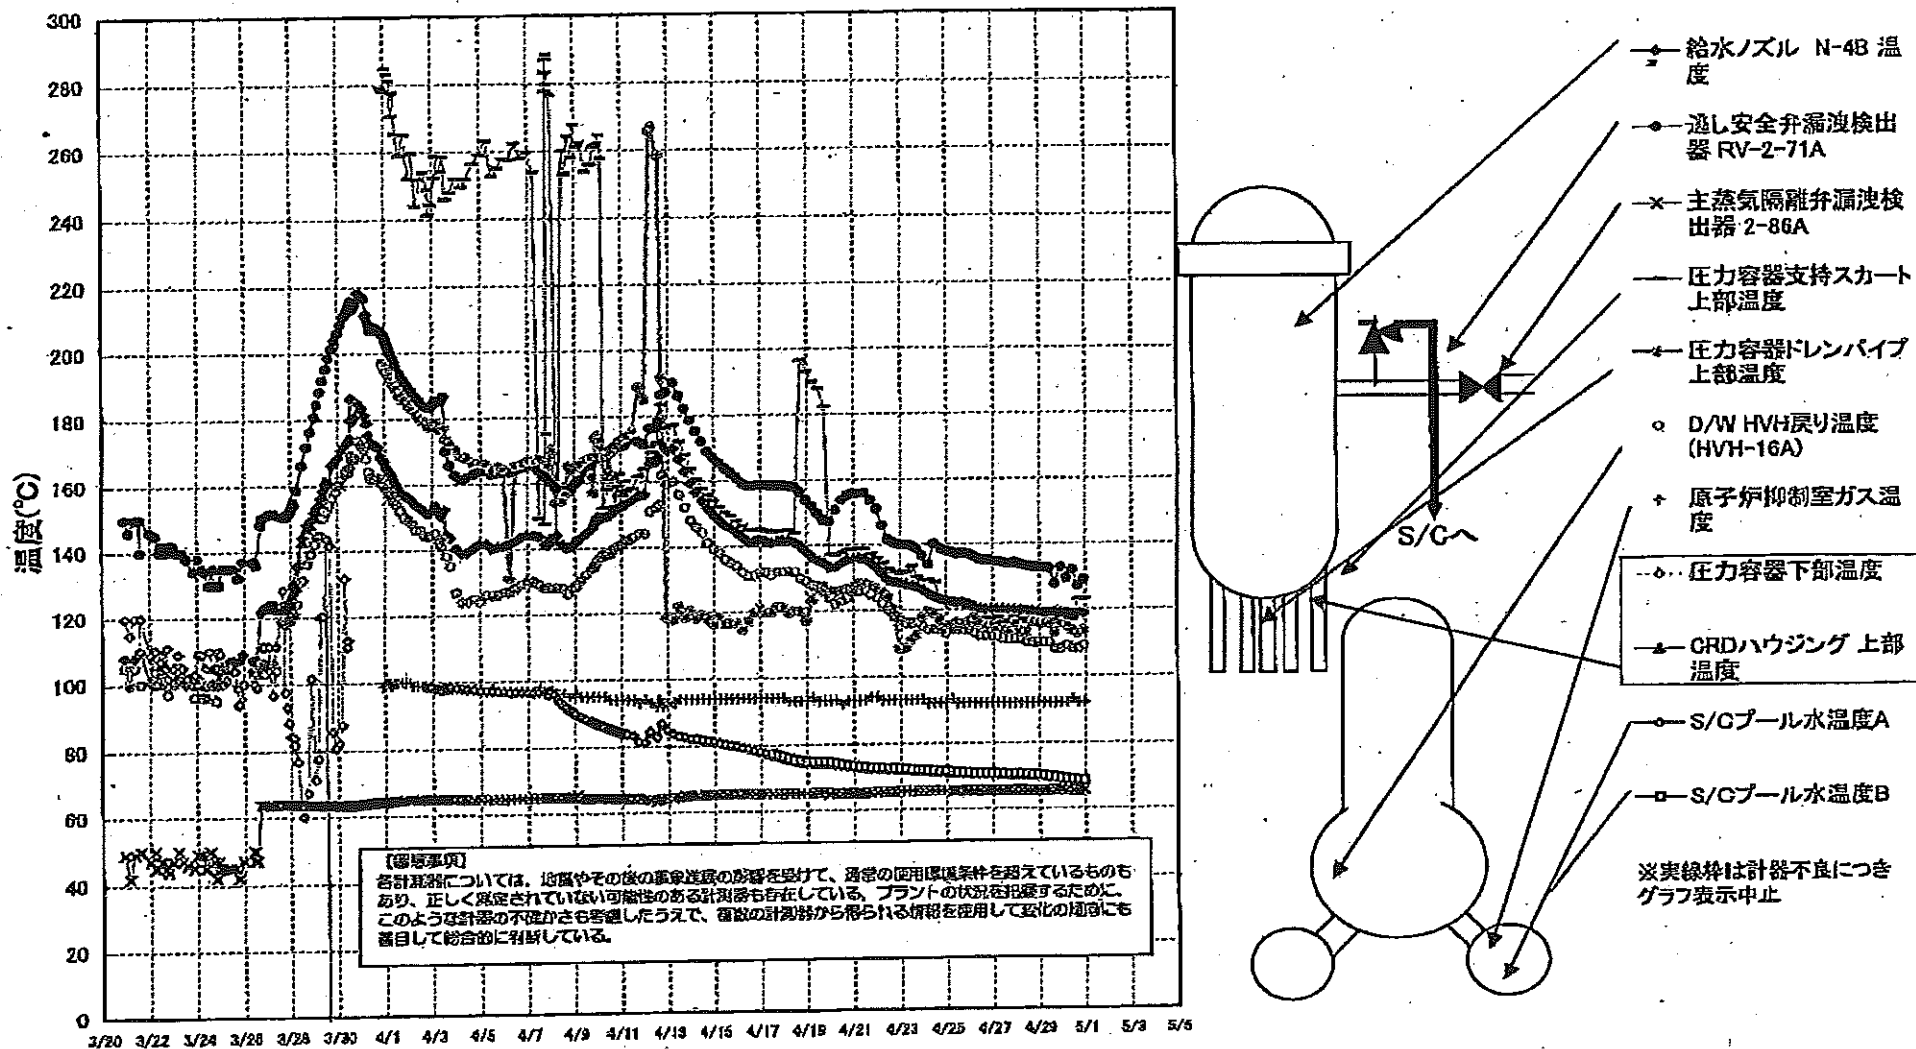 300
280
260
240
220
200
180
160
140
120
100
80
60
40
20
0
温度(℃)
3/20 3/22 3/24 3/26 3/28 3/30 4/1 4/3 4/5 4/7 4/9 4/11 4/13 4/15 4/17 4/19 4/21 4/23 4/25 4/27 4/29 5/1 5/3 5/5
【留意事項】
各計測器については、地震やその後の事象進展の影響を受けて、通常の使用環境条件を超えているものも
あり、正しく測定されていない可能性のある計測器も存在している。プラントの状況を把握するために、
このような計器の不確かさも考慮したうえで、複数の計測器から得られる情報を使用して変化の傾向にも
着目して総合的に判断している。
S/Cへ
給水ノズル N-4B 温
度
逃し安全弁漏洩検出
器 RV-2-71A
主蒸気隔離弁漏洩検
出器 2-86A
圧力容器支持スカート
上部温度
圧力容器ドレンパイプ
上部温度
D/W HVH戻り温度
(HVH-16A)
原子炉抑制室ガス温
度
圧力容器下部温度
CRDハウジング 上部
温度
S/Cプール水温度A
S/Cプール水温度B
※実線枠は計器不良につき
グラフ表示中止